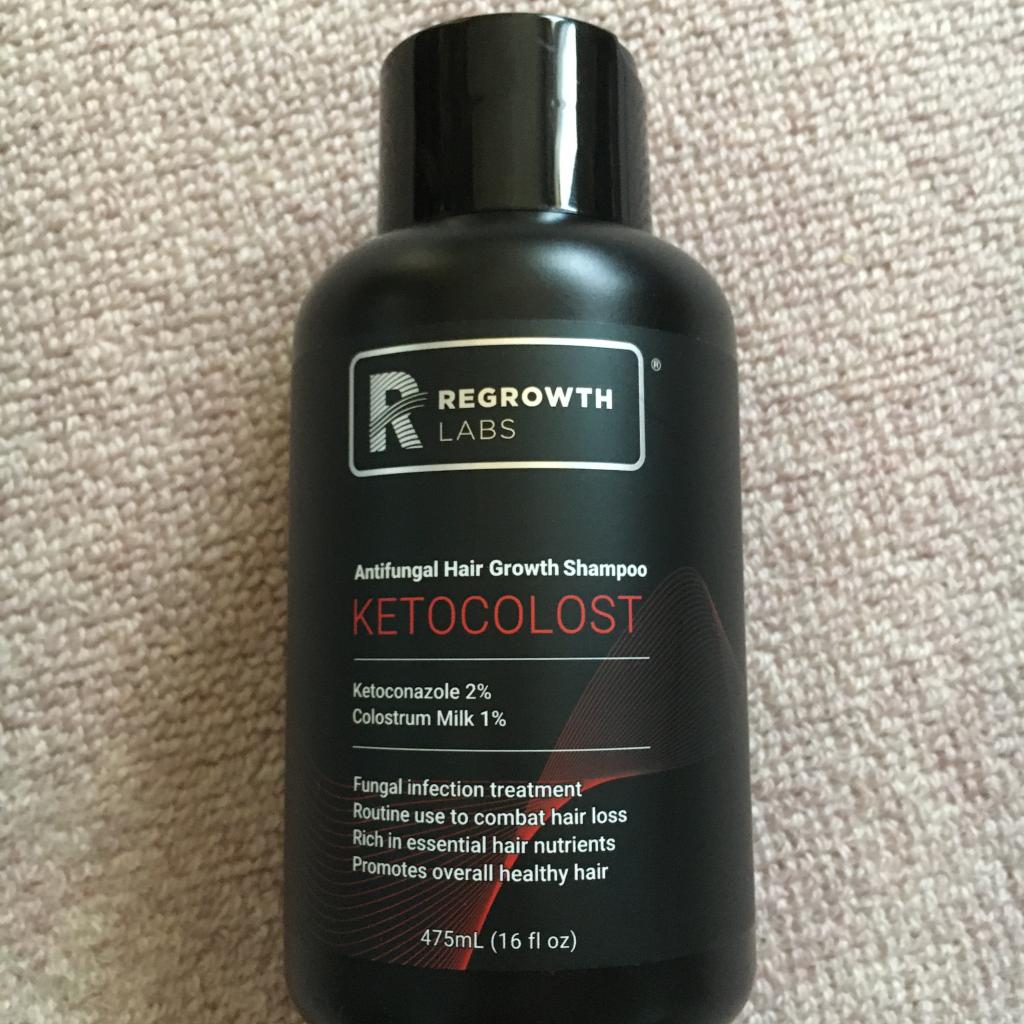 REGROWTH
LABS
®
Antifungal Hair Growth Shampoo
KETOCOLOST
Ketoconazole 2%
Colostrum Milk 1%
Fungal infection treatment
Routine use to combat hair loss
Rich in essential hair nutrients
Promotes overall healthy hair
475mL (16 fl oz)